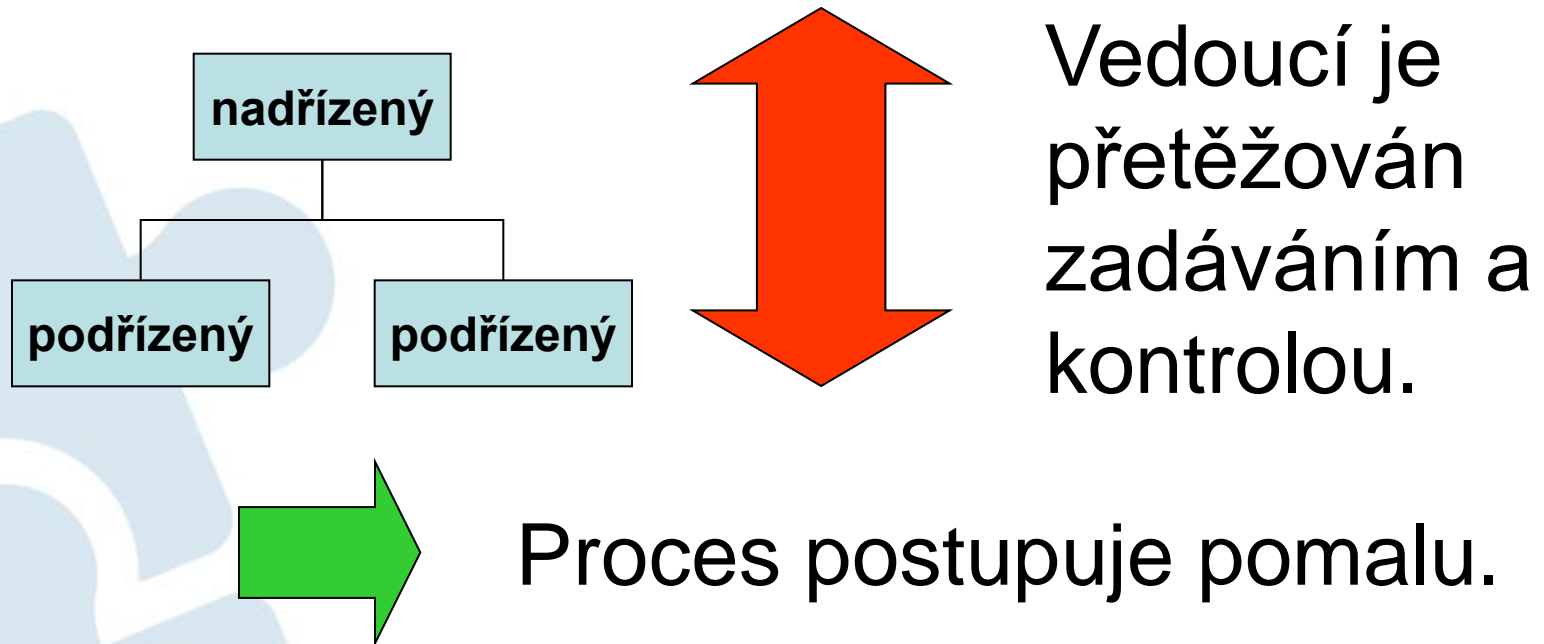 nadřízený
podřízený
podřízený
Vedoucí je
přetěžován
zadáváním a
kontrolou.
Proces postupuje pomalu.